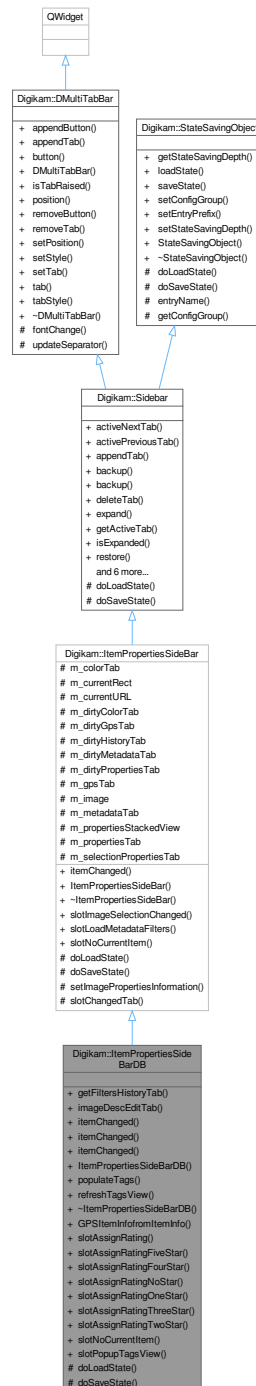 QWidget
Digikam::DMultiTabBar
+ appendButton()
+ appendTab()
+ button()
+ DMultiTabBar()
+ isTabRaised()
+ position()
+ removeButton()
+ removeTab()
+ setPosition()
+ setStyle()
+ setTab()
+ tab()
+ tabStyle()
+ ~DMultiTabBar()
# fontChange()
# updateSeparator()
Digikam::StateSavingObject
+ getStateSavingDepth()
+ loadState()
+ saveState()
+ setConfigGroup()
+ setEntryPrefix()
+ setStateSavingDepth()
+ StateSavingObject()
+ ~StateSavingObject()
# doLoadState()
# doSaveState()
# entryName()
# getConfigGroup()
Digikam::Sidebar
+ activeNextTab()
+ activePreviousTab()
+ appendTab()
+ backup()
+ backup()
+ deleteTab()
+ expand()
+ getActiveTab()
+ isExpanded()
+ restore()
and 6 more...
# doLoadState()
# doSaveState()
Digikam::ItemPropertiesSideBar
# m_colorTab
# m_currentRect
# m_currentURL
# m_dirtyColorTab
# m_dirtyGpsTab
# m_dirtyHistoryTab
# m_dirtyMetadataTab
# m_dirtyPropertiesTab
# m_gpsTab
# m_image
# m_metadataTab
# m_propertiesStackedView
# m_propertiesTab
# m_selectionPropertiesTab
+ itemChanged()
+ ItemPropertiesSideBar()
+ ~ItemPropertiesSideBar()
+ slotImageSelectionChanged()
+ slotLoadMetadataFilters()
+ slotNoCurrentItem()
# doLoadState()
# doSaveState()
# setImagePropertiesInformation()
# slotChangedTab()
Digikam::ItemPropertiesSide
BarDB
+ getFiltersHistoryTab()
+ imageDescEditTab()
+ itemChanged()
+ itemChanged()
+ itemChanged()
+ ItemPropertiesSideBarDB()
+ populateTags()
+ refreshTagsView()
+ ~ItemPropertiesSideBarDB()
+ GPSItemInfofromItemInfo()
+ slotAssignRating()
+ slotAssignRatingFiveStar()
+ slotAssignRatingFourStar()
+ slotAssignRatingNoStar()
+ slotAssignRatingOneStar()
+ slotAssignRatingThreeStar()
+ slotAssignRatingTwoStar()
+ slotNoCurrentItem()
+ slotPopupTagsView()
# doLoadState()
# doSaveState()